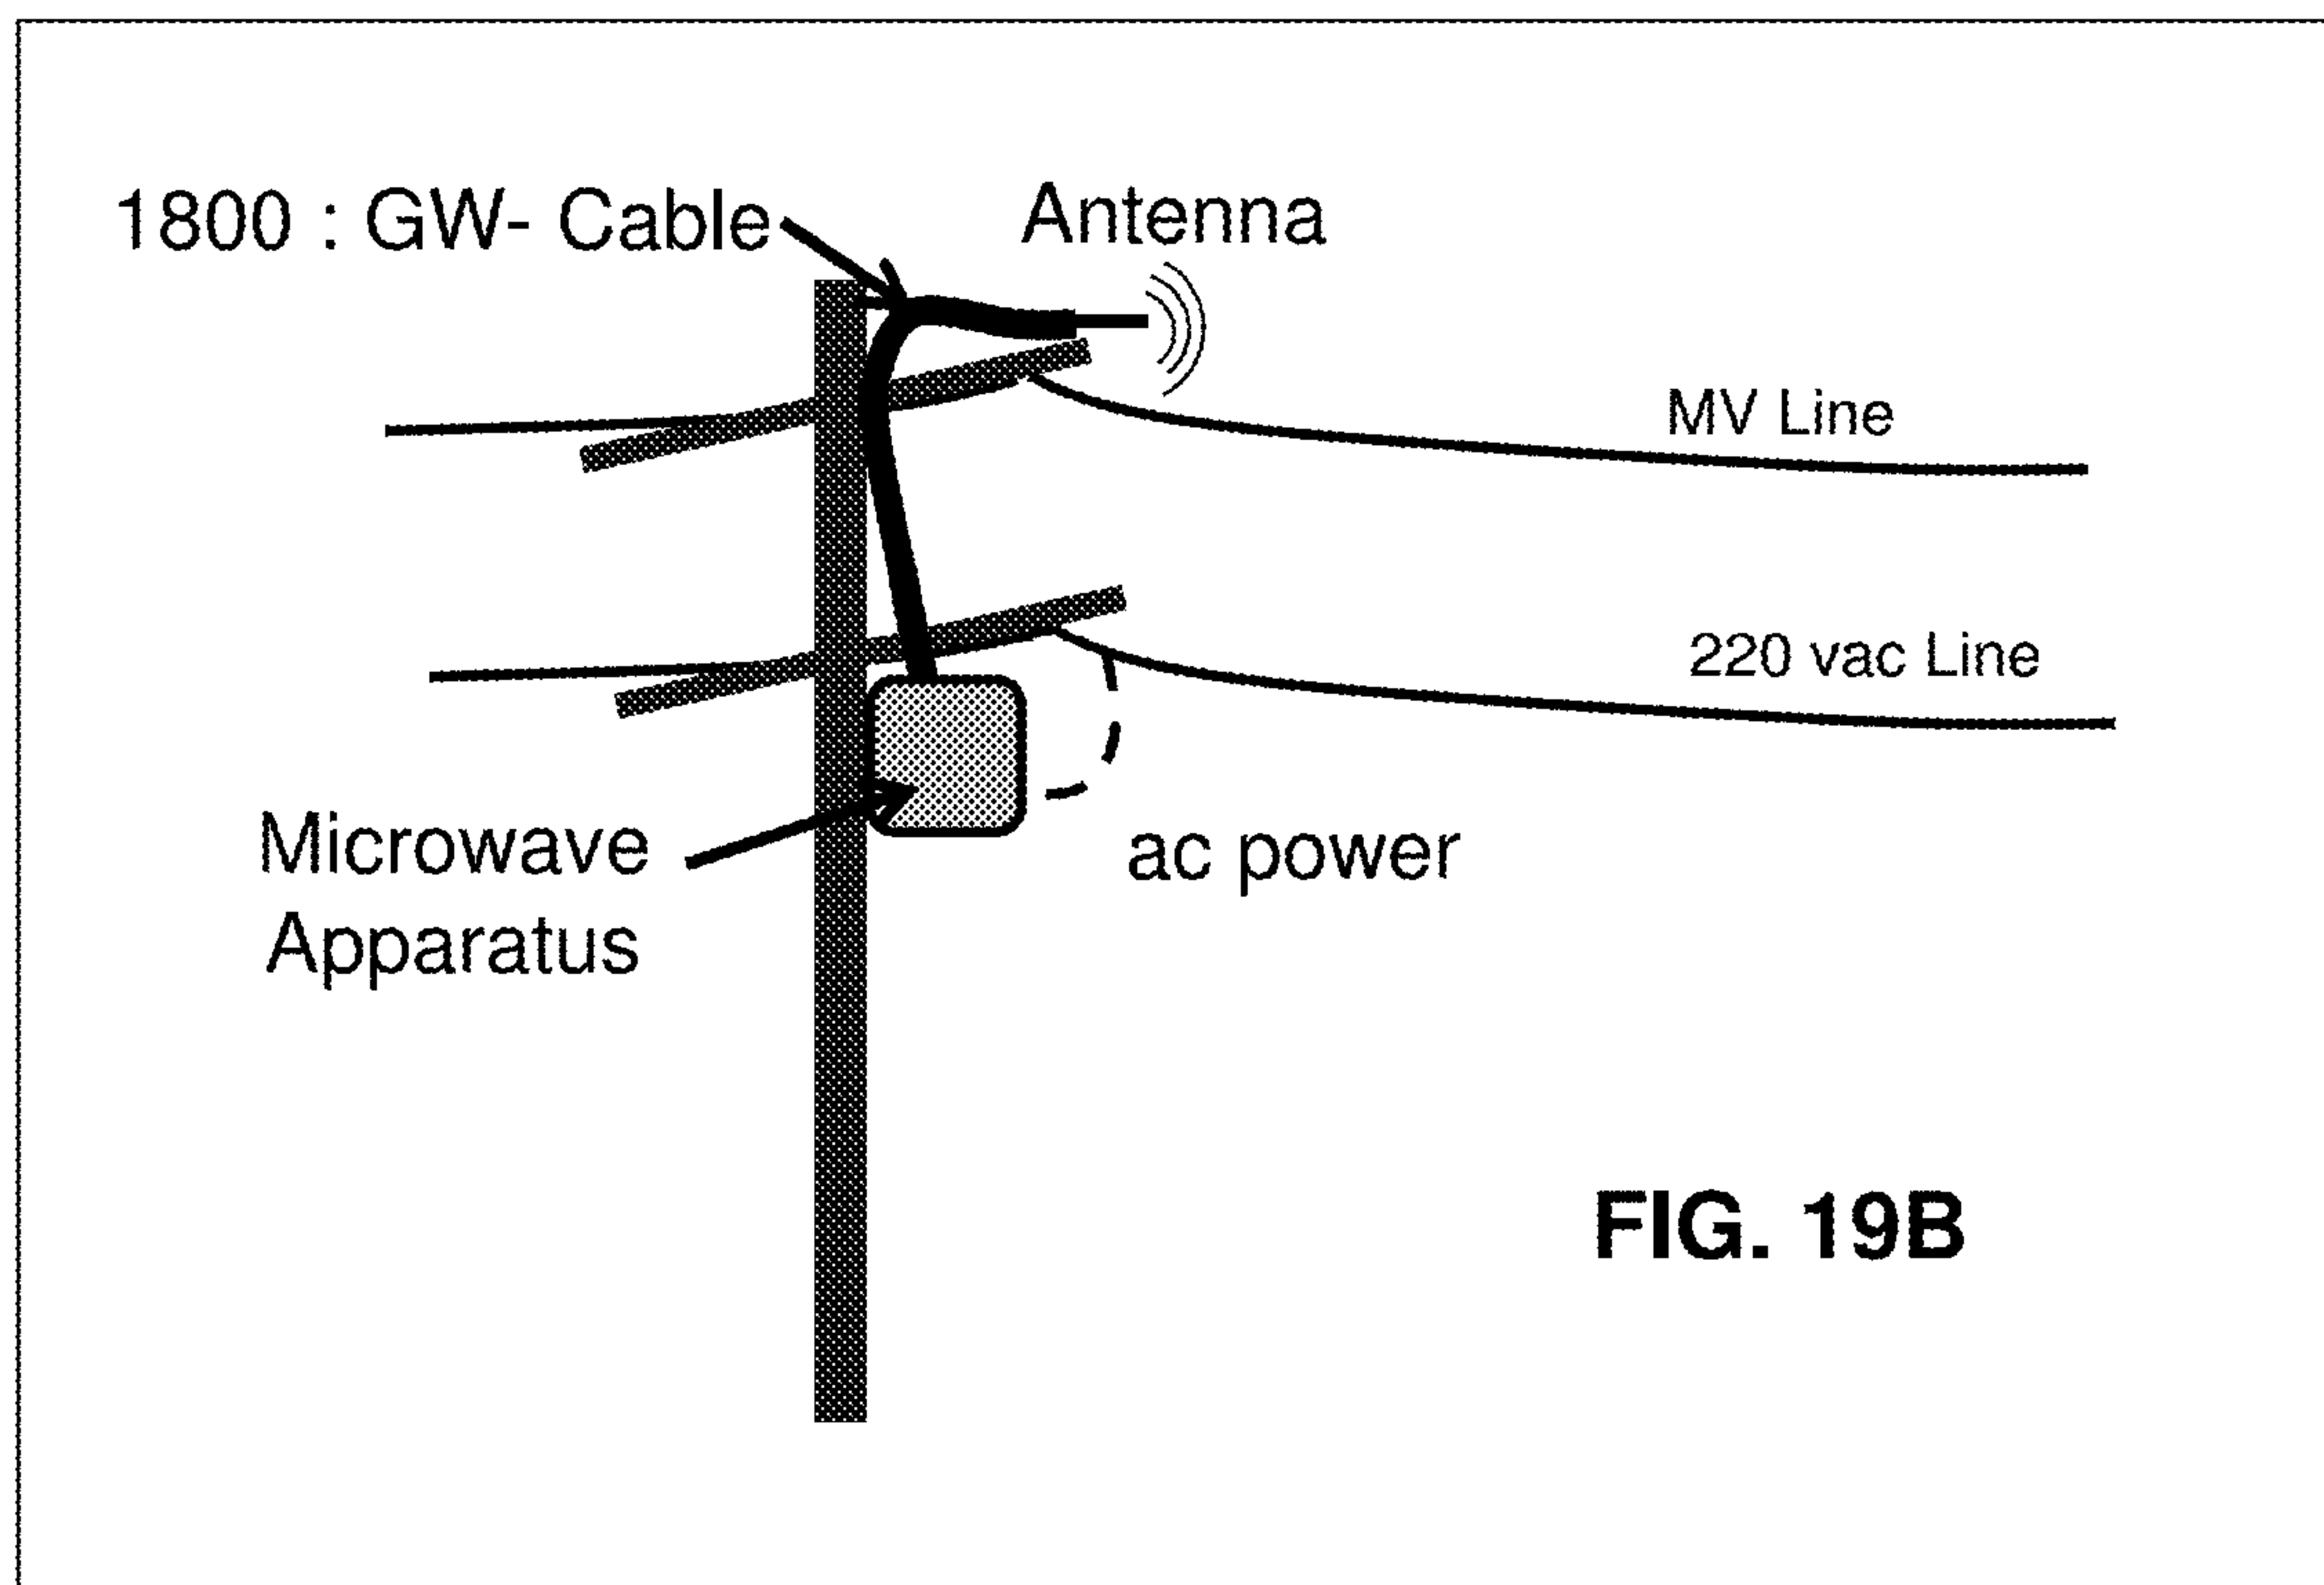 1800 : GW- Cable
Antenna
MV Line
220 vac Line
Microwave
Apparatus
ac power
FIG. 19B